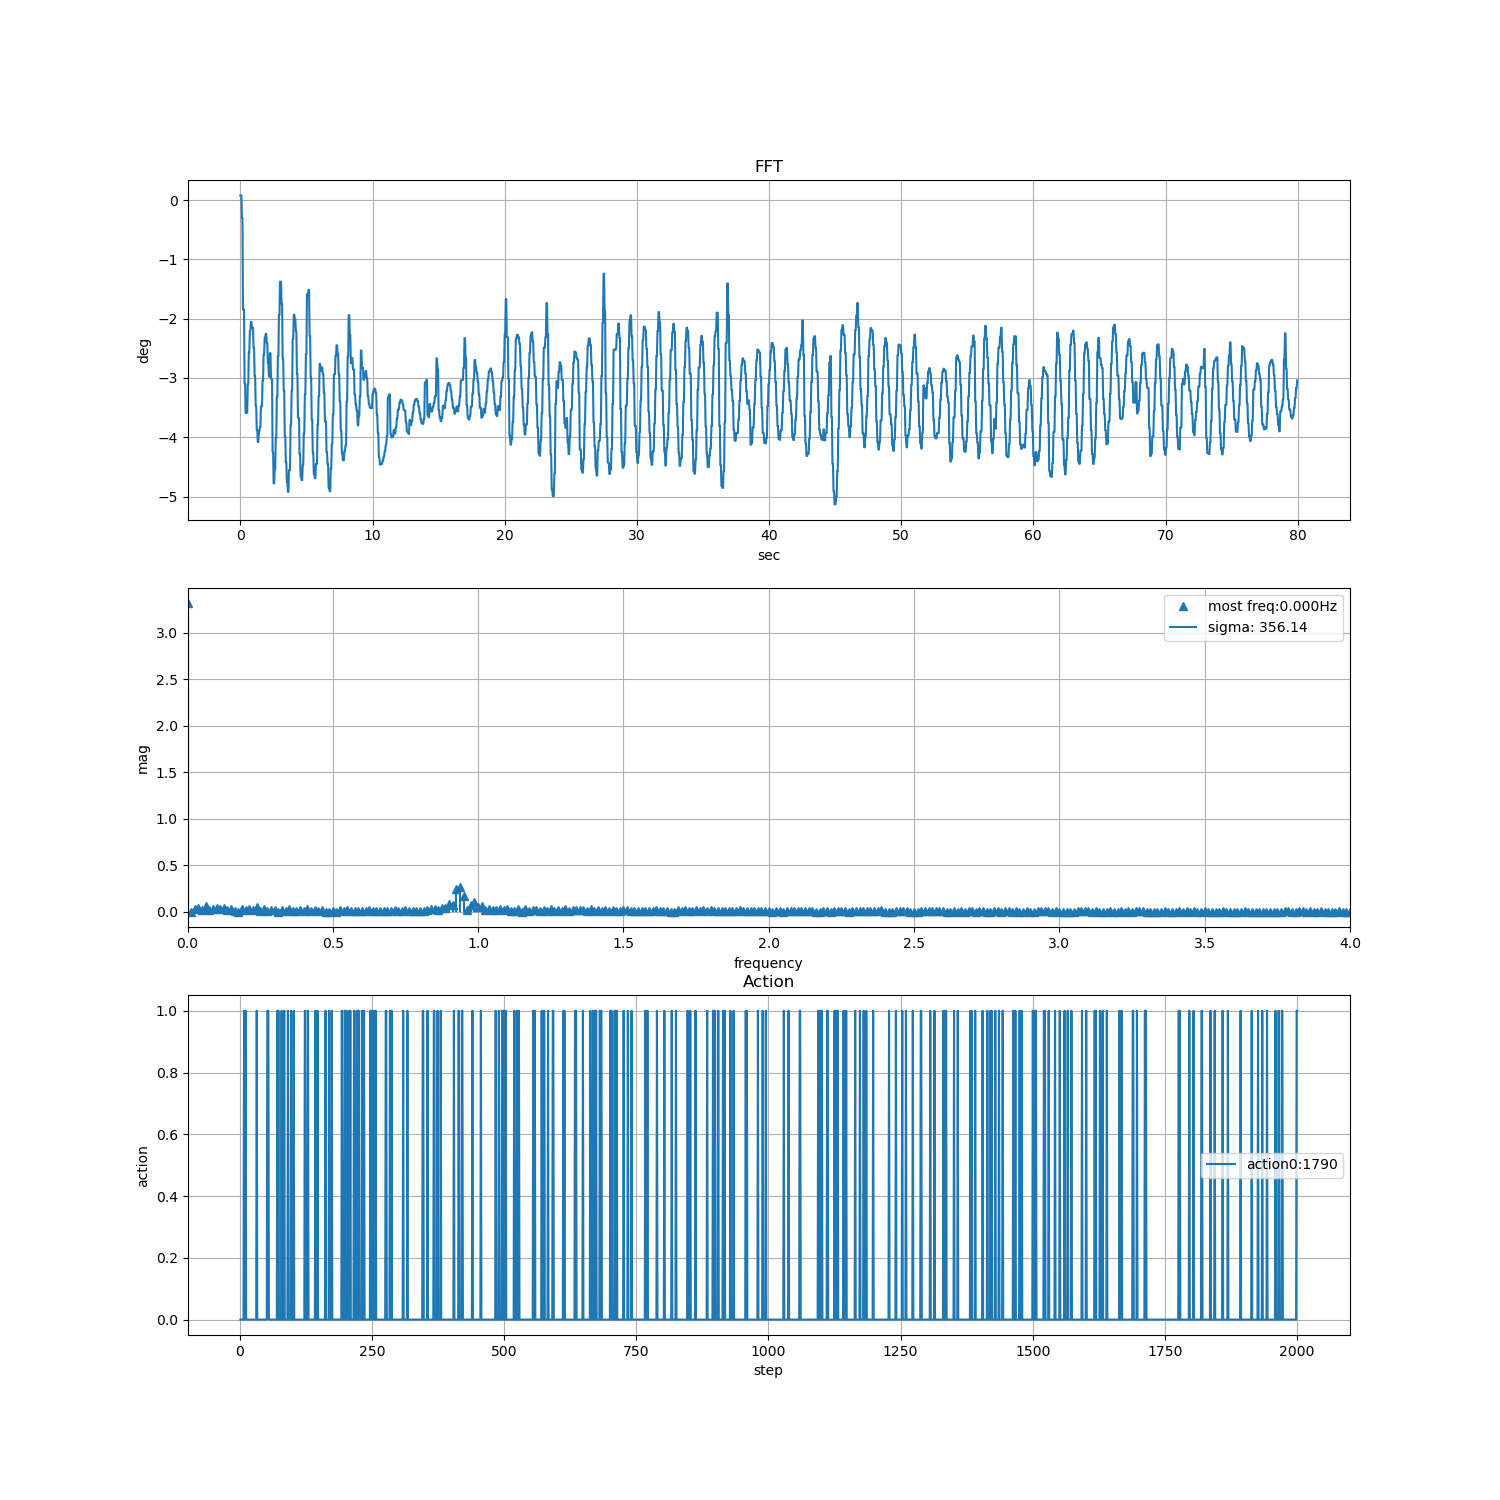 FFT
0
−1
−2
−3
−4
−5
deg
0 10 20 30 40 50 60 70 80
sec
most freq:0.000Hz
sigma: 356.14
3.0
2.5
2.0
1.5
1.0
0.5
0.0
mag
0.0 0.5 1.0 1.5 2.0 2.5 3.0 3.5 4.0
frequency
Action
1.0
0.8
0.6
0.4
0.2
0.0
action
action0:1790
0 250 500 750 1000 1250 1500 1750 2000
step